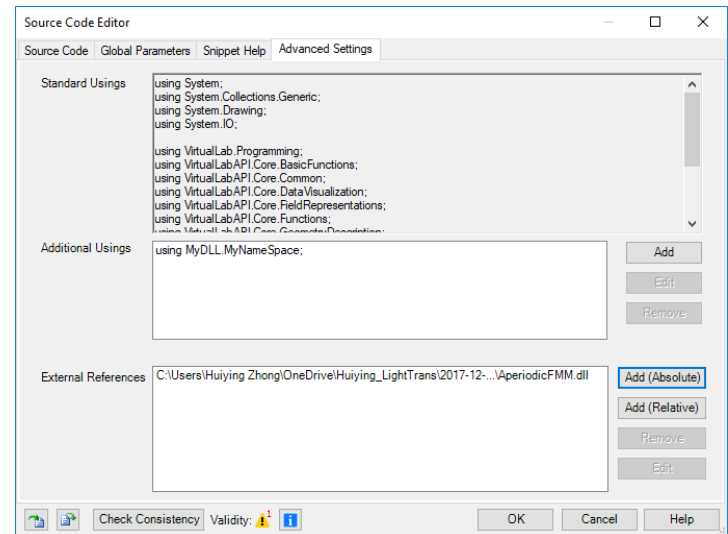 Source Code Editor
Source Code Global Parameters Snippet Help Advanced Settings
Standard Usings
using System;
using System.Collections.Generic;
using System.Drawing;
using System.IO;
using VirtualLab.Programming;
using VirtualLabAPI.Core.BasicFunctions;
using VirtualLabAPI.Core.Common;
using VirtualLabAPI.Core.DataVisualization;
using VirtualLabAPI.Core.FieldRepresentations;
using VirtualLabAPI.Core.Functions;
using VirtualLabAPI.Core.GeometryDescription;
Additional Usings
using MyDLL.MyNameSpace;
Add
Edit
Remove
External References
C:\Users\Huiying Zhong\OneDrive\Huiying_LightTrans\2017-12-...\AperiodicFMM.dll
Add (Absolute)
Add (Relative)
Remove
Edit
Check Consistency Validity: 1 OK Cancel Help